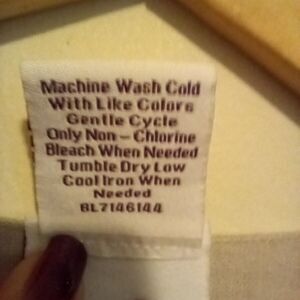 Machine Wash Cold
With Like Colors
Gentle Cycle
Only Non-Chlorine
Bleach When Needed
Tumble Dry Low
Cool Iron When
Needed
BL7146144